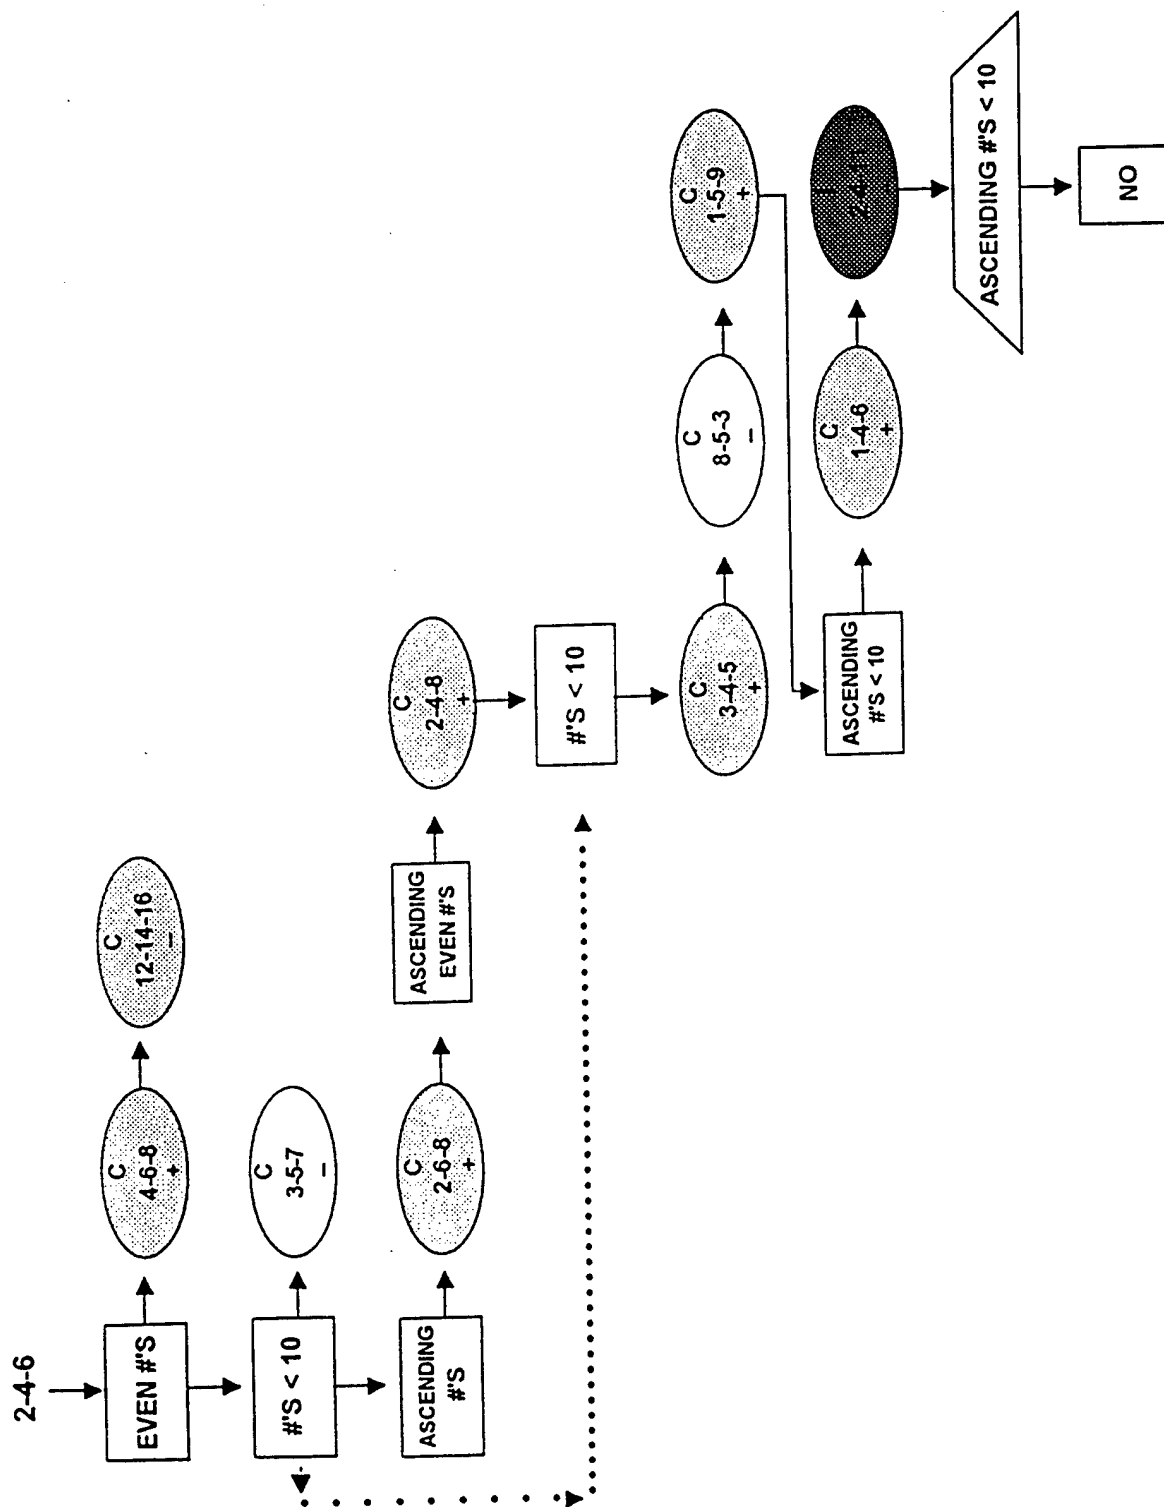 2-4-6
EVEN #'S
C
4-6-8
+
C
12-14-16
–
#'S < 10
C
3-5-7
–
ASCENDING
#'S
C
2-6-8
+
ASCENDING
EVEN #'S
C
2-4-8
+
#'S < 10
C
3-4-5
+
C
8-5-3
–
C
1-5-9
+
ASCENDING
#'S < 10
C
1-4-6
+
ASCENDING #'S < 10
NO